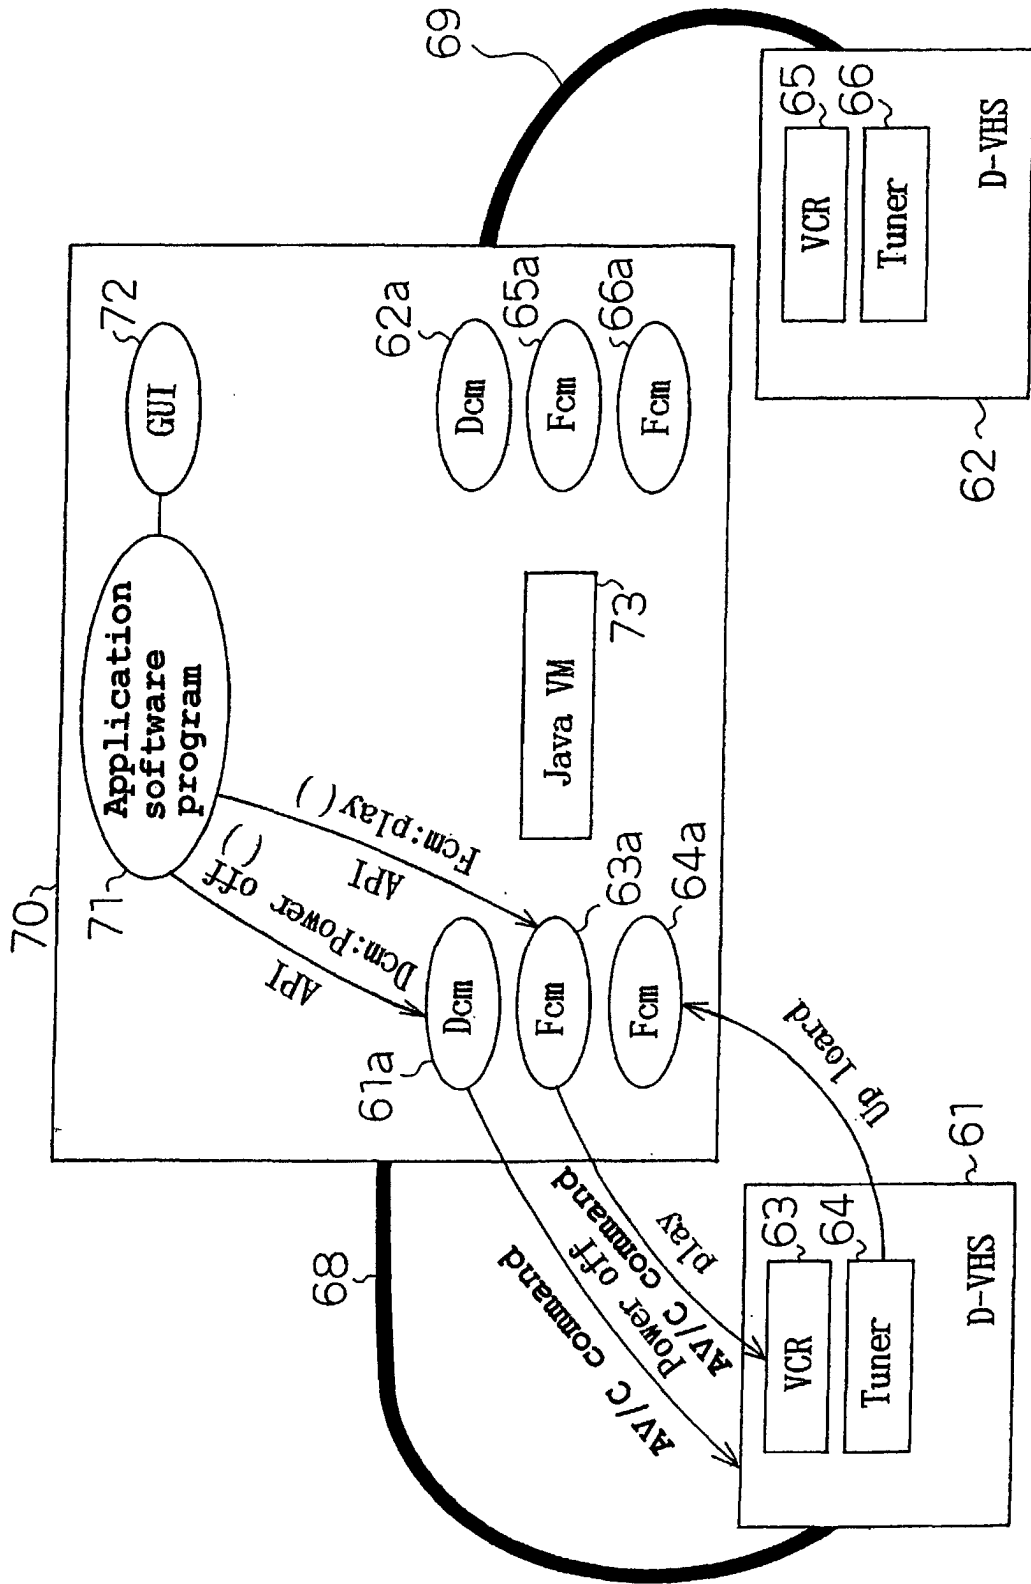 70
71
Application
software
program
GUI
72
API
Dcm:Power off ()
API
Fcm:play()
61a
Dcm
Fcm
63a
Fcm
64a
Java VM
73
Dcm
62a
Fcm
65a
Fcm
66a
68
69
AV/C command
Power off
AV/C command
play
Up loard
61
VCR
63
Tuner
64
D-VHS
62
VCR
65
Tuner
66
D-VHS